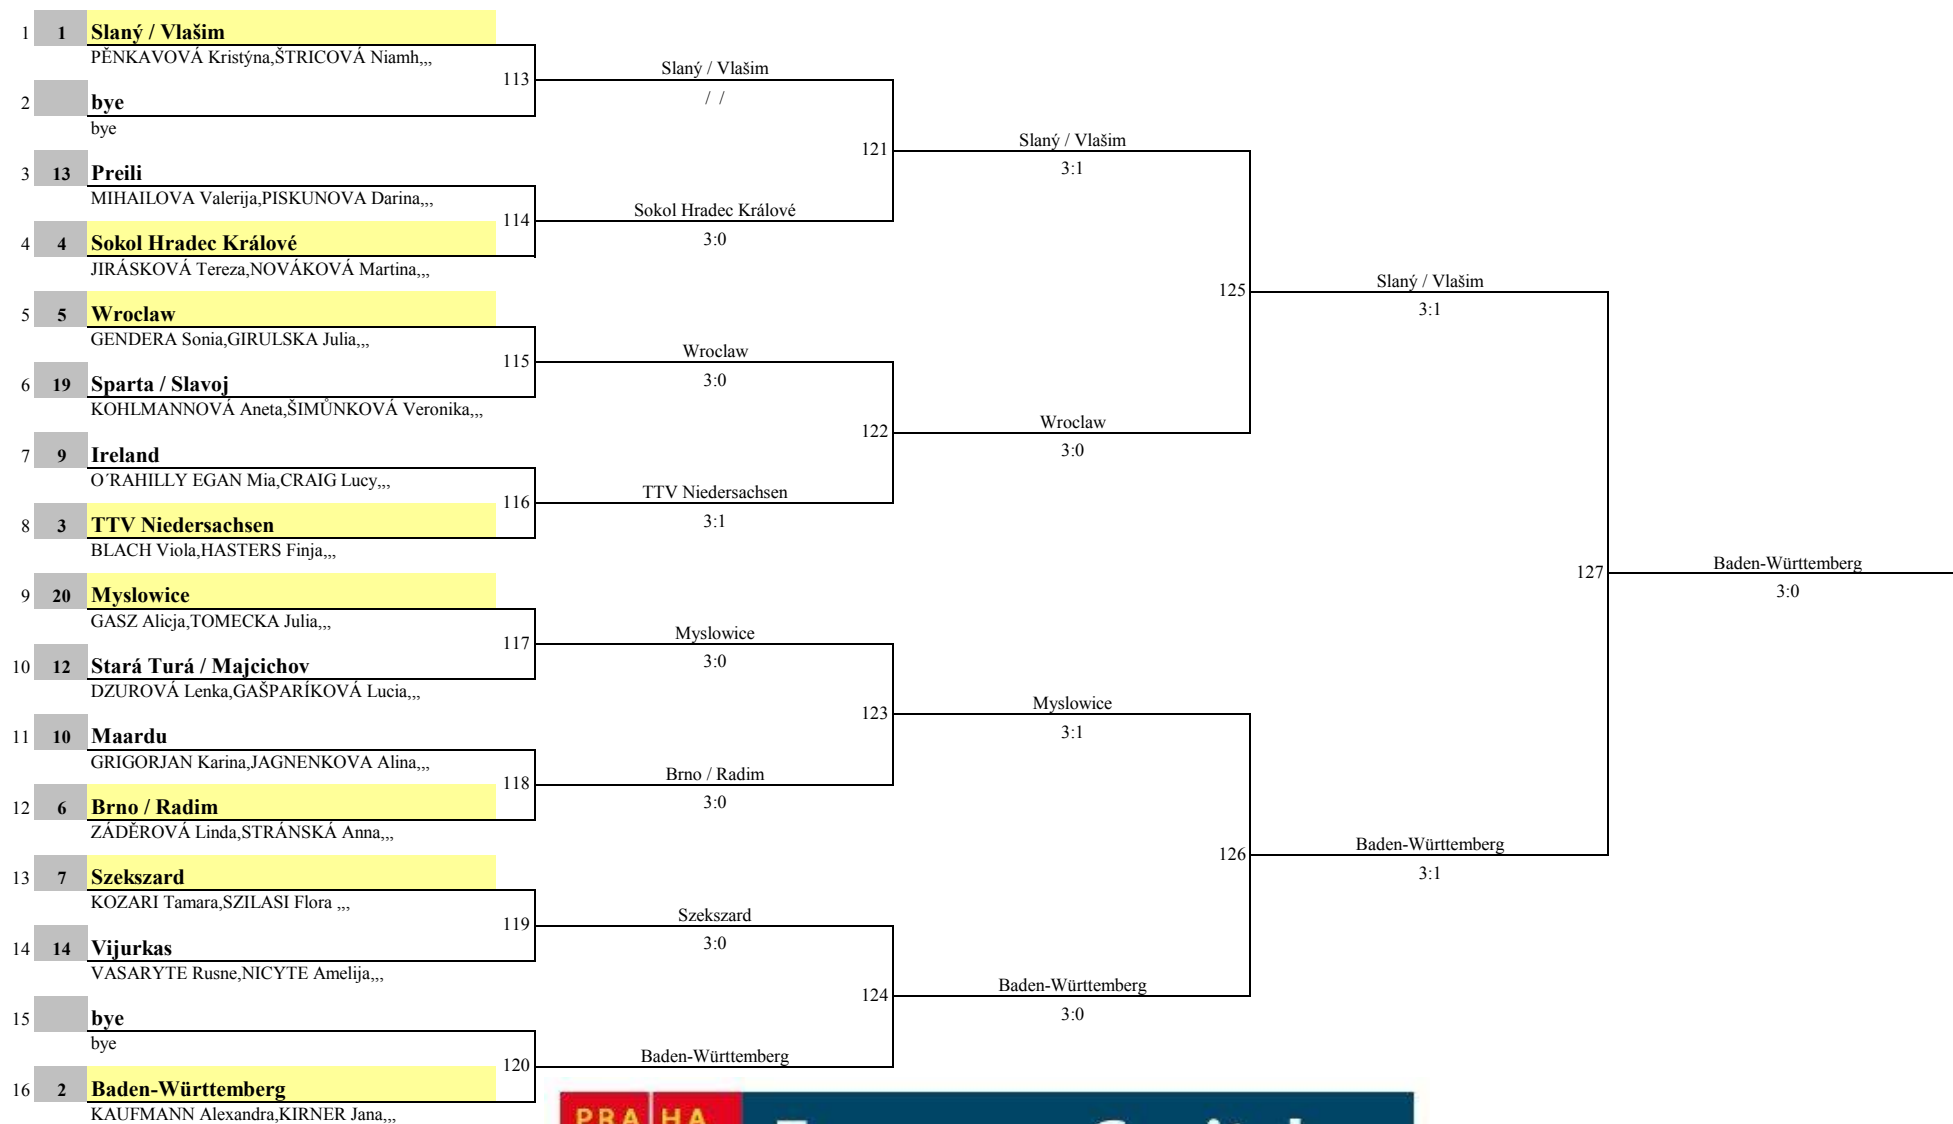 1 1 Slaný / Vlašim
PĚNKAVOVÁ Kristýna,ŠTRICOVÁ Niamh,,,
113
Slaný / Vlašim
/ /
2 bye
bye
121
Slaný / Vlašim
3:1
3 13 Preili
MIHAILOVA Valerija,PISKUNOVA Darina,,,
114
Sokol Hradec Králové
3:0
4 4 Sokol Hradec Králové
JIRÁSKOVÁ Tereza,NOVÁKOVÁ Martina,,,
125
Slaný / Vlašim
3:1
5 5 Wroclaw
GENDERA Sonia,GIRULSKA Julia,,,
115
Wroclaw
3:0
6 19 Sparta / Slavoj
KOHLMANNOVÁ Aneta,ŠIMŮNKOVÁ Veronika,,,
122
Wroclaw
3:0
7 9 Ireland
O´RAHILLY EGAN Mia,CRAIG Lucy,,,
116
TTV Niedersachsen
3:1
8 3 TTV Niedersachsen
BLACH Viola,HASTERS Finja,,,
127
Baden-Württemberg
3:0
9 20 Myslowice
GASZ Alicja,TOMECKA Julia,,,
117
Myslowice
3:0
10 12 Stará Turá / Majcichov
DZUROVÁ Lenka,GAŠPARÍKOVÁ Lucia,,,
123
Myslowice
3:1
11 10 Maardu
GRIGORJAN Karina,JAGNENKOVA Alina,,,
118
Brno / Radim
3:0
12 6 Brno / Radim
ZÁDĚROVÁ Linda,STRÁNSKÁ Anna,,,
126
Baden-Württemberg
3:1
13 7 Szekszard
KOZARI Tamara,SZILASI Flora ,,,
119
Szekszard
3:0
14 14 Vijurkas
VASARYTE Rusne,NICYTE Amelija,,,
124
Baden-Württemberg
3:0
15 bye
bye
120
Baden-Württemberg
16 2 Baden-Württemberg
KAUFMANN Alexandra,KIRNER Jana,,,
PRA HA